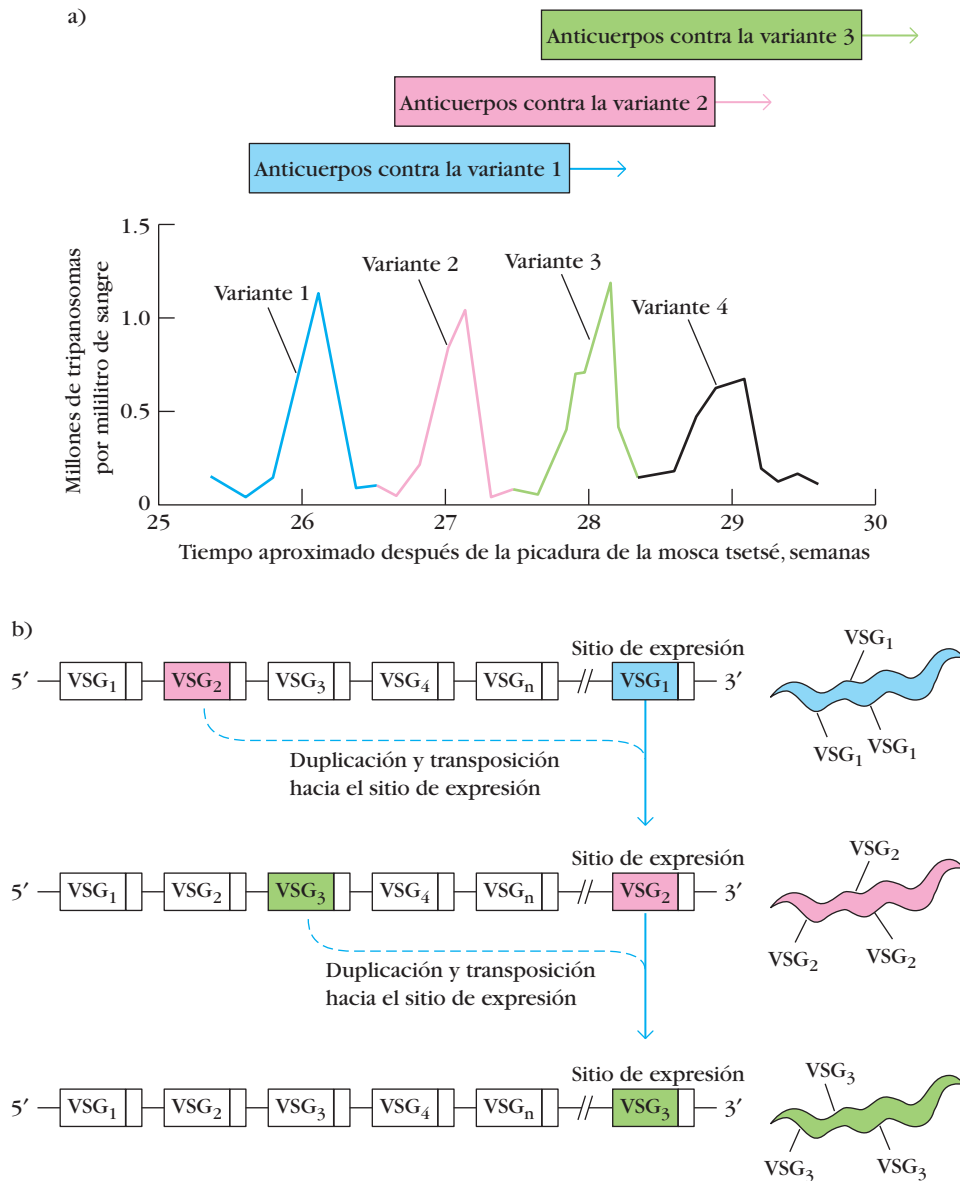 a)
Anticuerpos contra la variante 3
Anticuerpos contra la variante 2
Anticuerpos contra la variante 1
Millones de tripanosomas
por mililitro de sangre
1.5
1.0
0.5
0
Variante 1
Variante 2
Variante 3
Variante 4
25 26 27 28 29 30
Tiempo aproximado después de la picadura de la mosca tsetsé, semanas
b)
Sitio de expresión
5′ VSG₁ VSG₂ VSG₃ VSG₄ VSGₙ // VSG₁ 3′
VSG₁
VSG₁ VSG₁
Duplicación y transposición
hacia el sitio de expresión
Sitio de expresión
5′ VSG₁ VSG₂ VSG₃ VSG₄ VSGₙ // VSG₂ 3′
VSG₂
VSG₂ VSG₂
Duplicación y transposición
hacia el sitio de expresión
Sitio de expresión
5′ VSG₁ VSG₂ VSG₃ VSG₄ VSGₙ // VSG₃ 3′
VSG₃
VSG₃ VSG₃